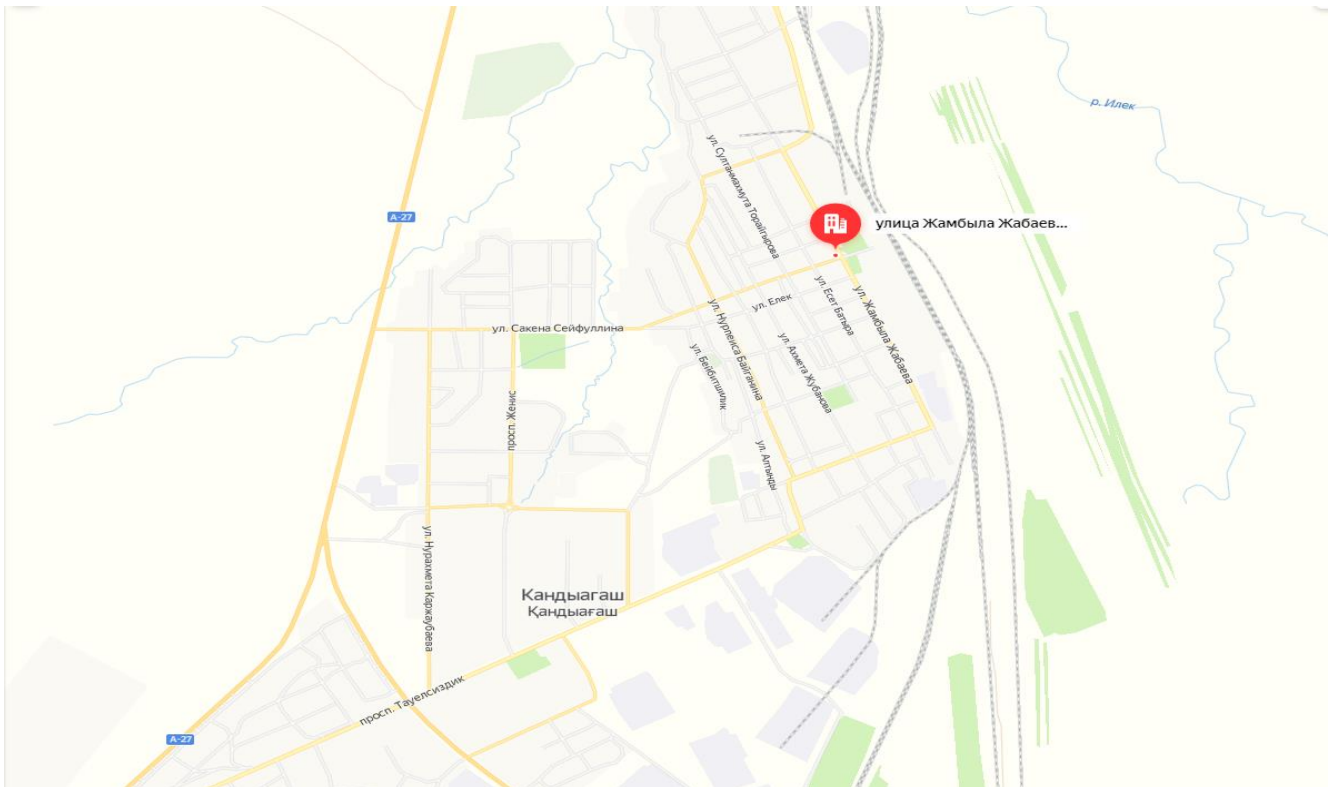 р. Илек
ул. Султанмахмута Торайгырова
А-27
улица Жамбыла Жабаев...
ул. Елек
ул. Есет Батыра
ул. Жамбыла Жабаева
ул. Сакена Сейфуллина
ул. Нурпеиса Байганина
ул. Ахмета Жубанова
ул. Бейбитшилик
просп. Женис
ул. Алтынды
ул. Нурахмета Каржаубаева
Кандыагаш
Қандыағаш
просп. Тауелсиздик
А-27